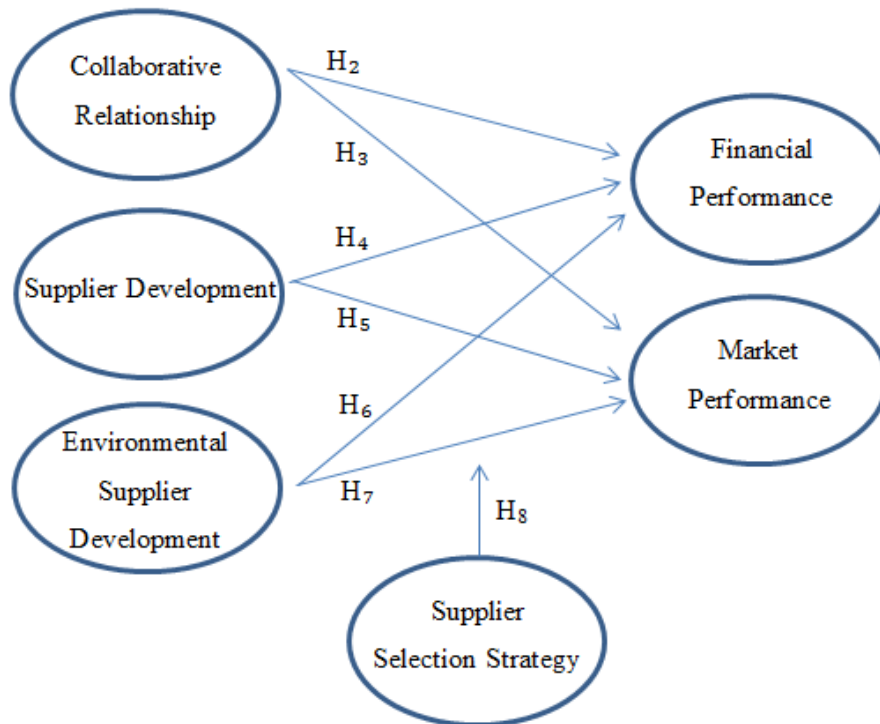 Collaborative
Relationship
H₂
H₃
Financial
Performance
Supplier Development
H₄
H₅
Market
Performance
Environmental
Supplier
Development
H₆
H₇
H₈
Supplier
Selection Strategy